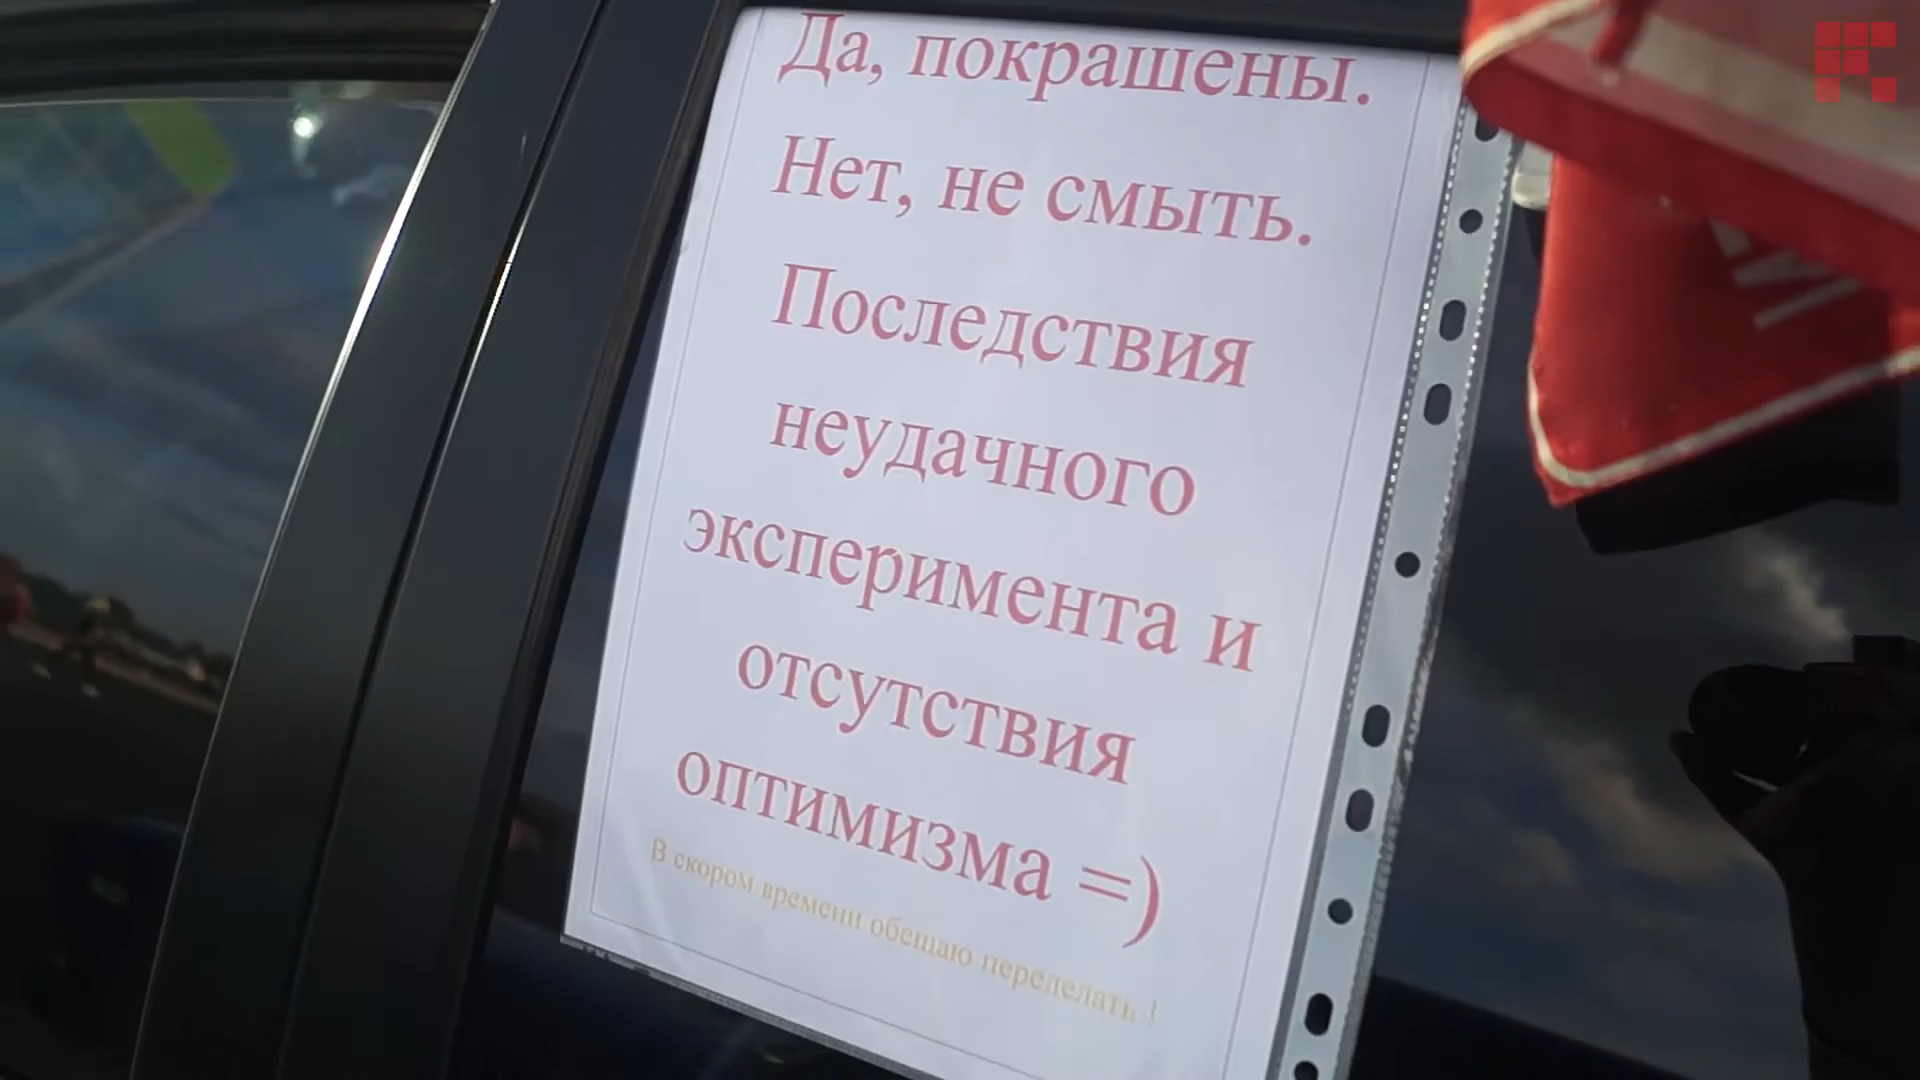 Да, покрашены.
Нет, не смыть.
Последствия
неудачного
эксперимента и
отсутствия
оптимизма =)
В скором времени обещаю переделать !